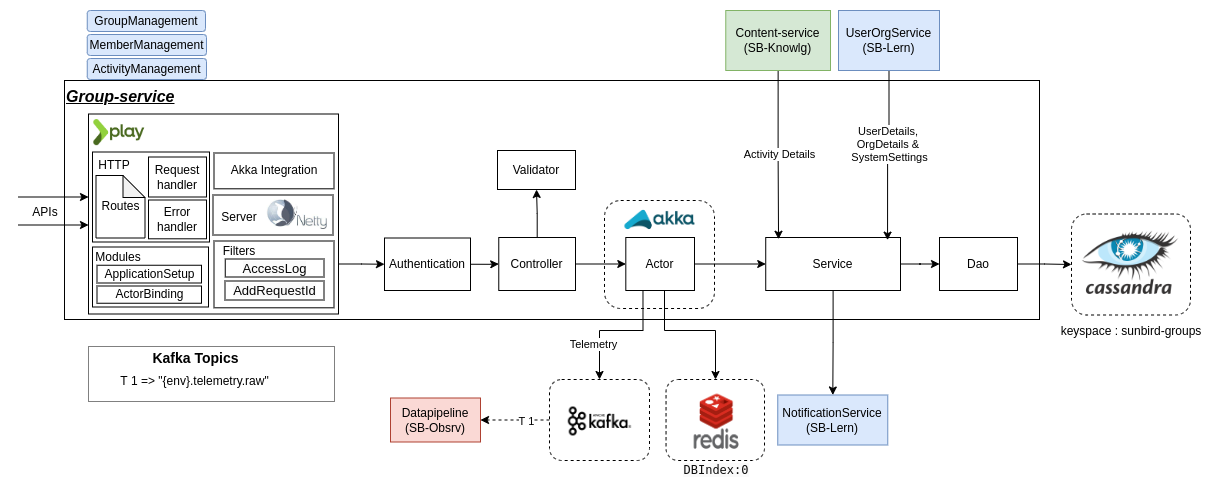 GroupManagement
MemberManagement
ActivityManagement
Content-service
(SB-Knowlg)
UserOrgService
(SB-Lern)
Group-service
play
HTTP
Routes
Request
handler
Error
handler
Akka Integration
Server
Netty
Modules
ApplicationSetup
ActorBinding
Filters
AccessLog
AddRequestId
APIs
Authentication
Validator
Controller
akka
Actor
Activity Details
UserDetails,
OrgDetails &
SystemSettings
Service
Dao
cassandra
keyspace : sunbird-groups
Kafka Topics
T 1 => "{env}.telemetry.raw"
Telemetry
Datapipeline
(SB-Obsrv)
T 1
kafka
redis
DBIndex:0
NotificationService
(SB-Lern)